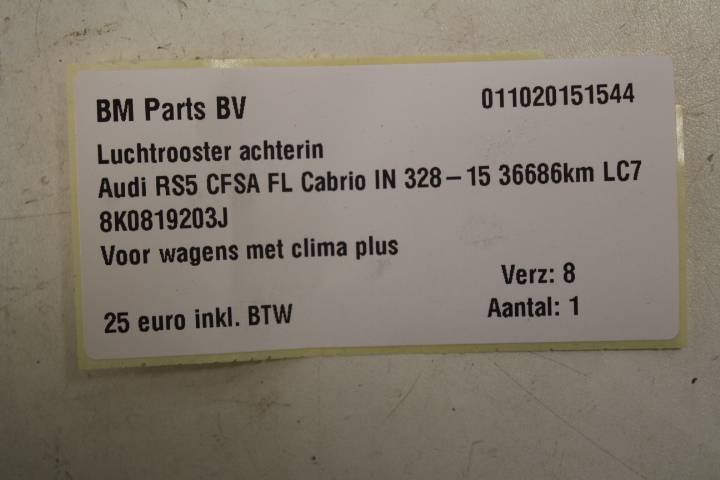 BM Parts BV 011020151544
Luchtrooster achterin
Audi RS5 CFSA FL Cabrio IN 328-15 36686km LC7
8K0819203J
Voor wagens met clima plus
Verz: 8
25 euro inkl. BTW Aantal: 1